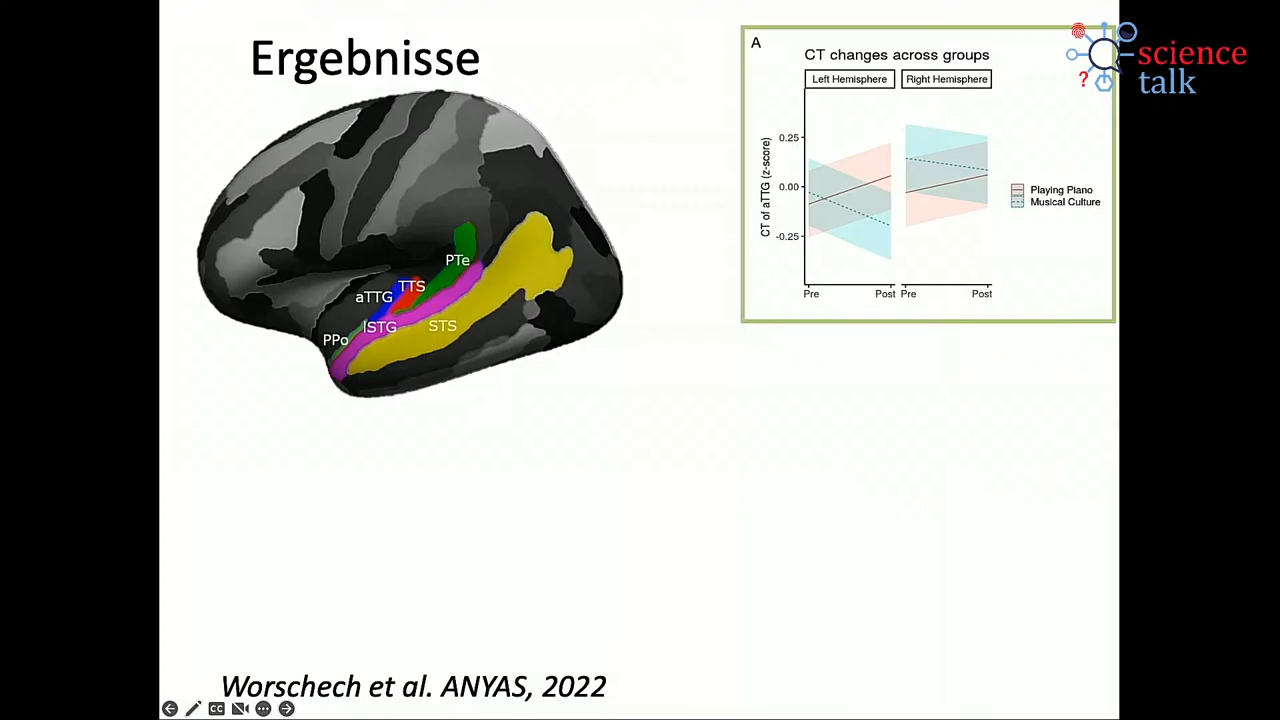 Ergebnisse
A
CT changes across groups
Left Hemisphere
Right Hemisphere
CT of aTTG (z-score)
0.25
0.00
-0.25
Pre
Post
Pre
Post
Playing Piano
Musical Culture
science
talk
?
PTe
TTS
aTTG
lSTG
STS
PPo
Worschech et al. ANYAS, 2022
CC